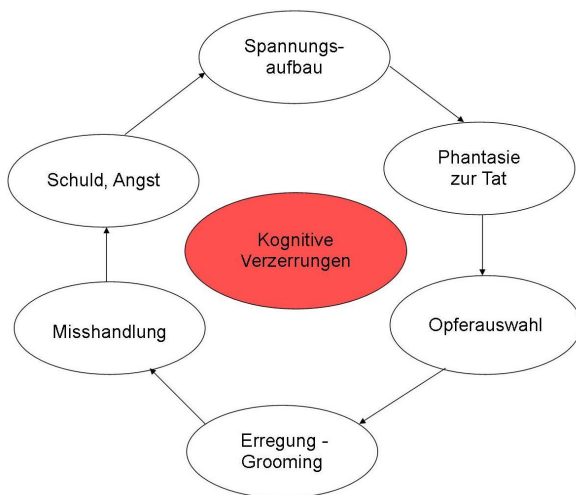 Spannungs-
aufbau
Phantasie
zur Tat
Opferauswahl
Erregung -
Grooming
Misshandlung
Schuld, Angst
Kognitive
Verzerrungen